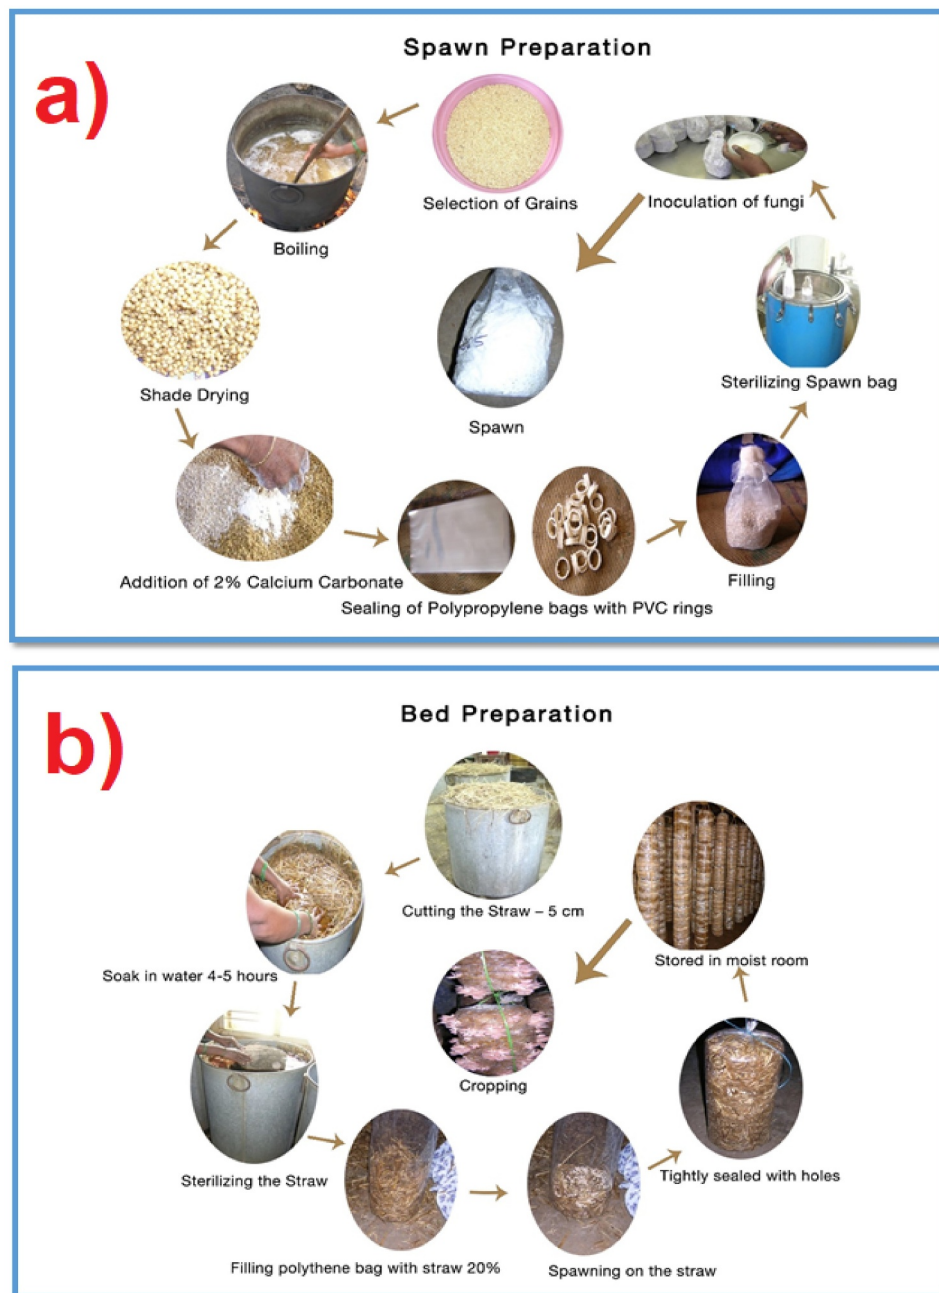 a)
Spawn Preparation
Selection of Grains
Boiling
Shade Drying
Addition of 2% Calcium Carbonate
Sealing of Polypropylene bags with PVC rings
Filling
Sterilizing Spawn bag
Inoculation of fungi
Spawn
b)
Bed Preparation
Cutting the Straw – 5 cm
Soak in water 4-5 hours
Sterilizing the Straw
Filling polythene bag with straw 20%
Spawning on the straw
Tightly sealed with holes
Stored in moist room
Cropping